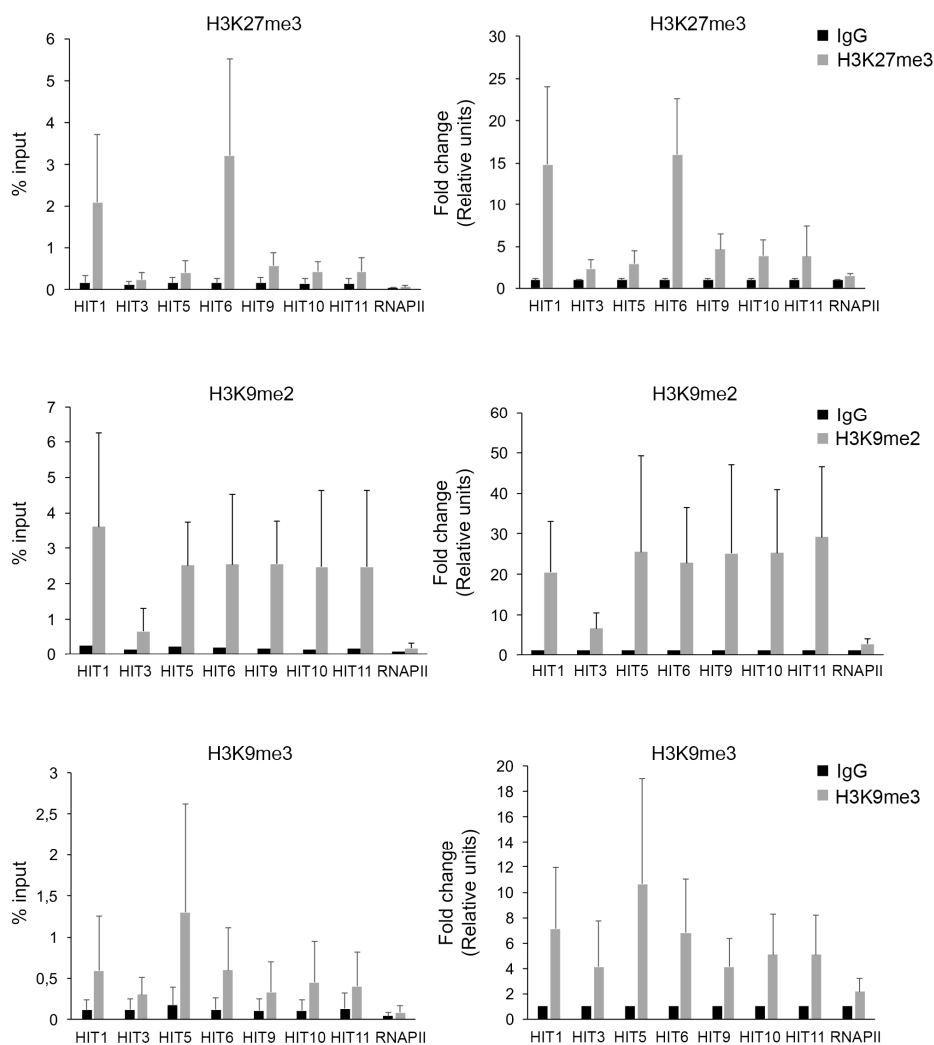 H3K27me3
% input
6
5
4
3
2
1
0
HIT1 HIT3 HIT5 HIT6 HIT9 HIT10 HIT11 RNAPII
H3K27me3
IgG
H3K27me3
Fold change
(Relative units)
30
25
20
15
10
5
0
HIT1 HIT3 HIT5 HIT6 HIT9 HIT10 HIT11 RNAPII
H3K9me2
% input
7
6
5
4
3
2
1
0
HIT1 HIT3 HIT5 HIT6 HIT9 HIT10 HIT11 RNAPII
H3K9me2
IgG
H3K9me2
Fold change
(Relative units)
60
50
40
30
20
10
0
HIT1 HIT3 HIT5 HIT6 HIT9 HIT10 HIT11 RNAPII
H3K9me3
% input
3
2,5
2
1,5
1
0,5
0
HIT1 HIT3 HIT5 HIT6 HIT9 HIT10 HIT11 RNAPII
H3K9me3
IgG
H3K9me3
Fold change
(Relative units)
20
18
16
14
12
10
8
6
4
2
0
HIT1 HIT3 HIT5 HIT6 HIT9 HIT10 HIT11 RNAPII